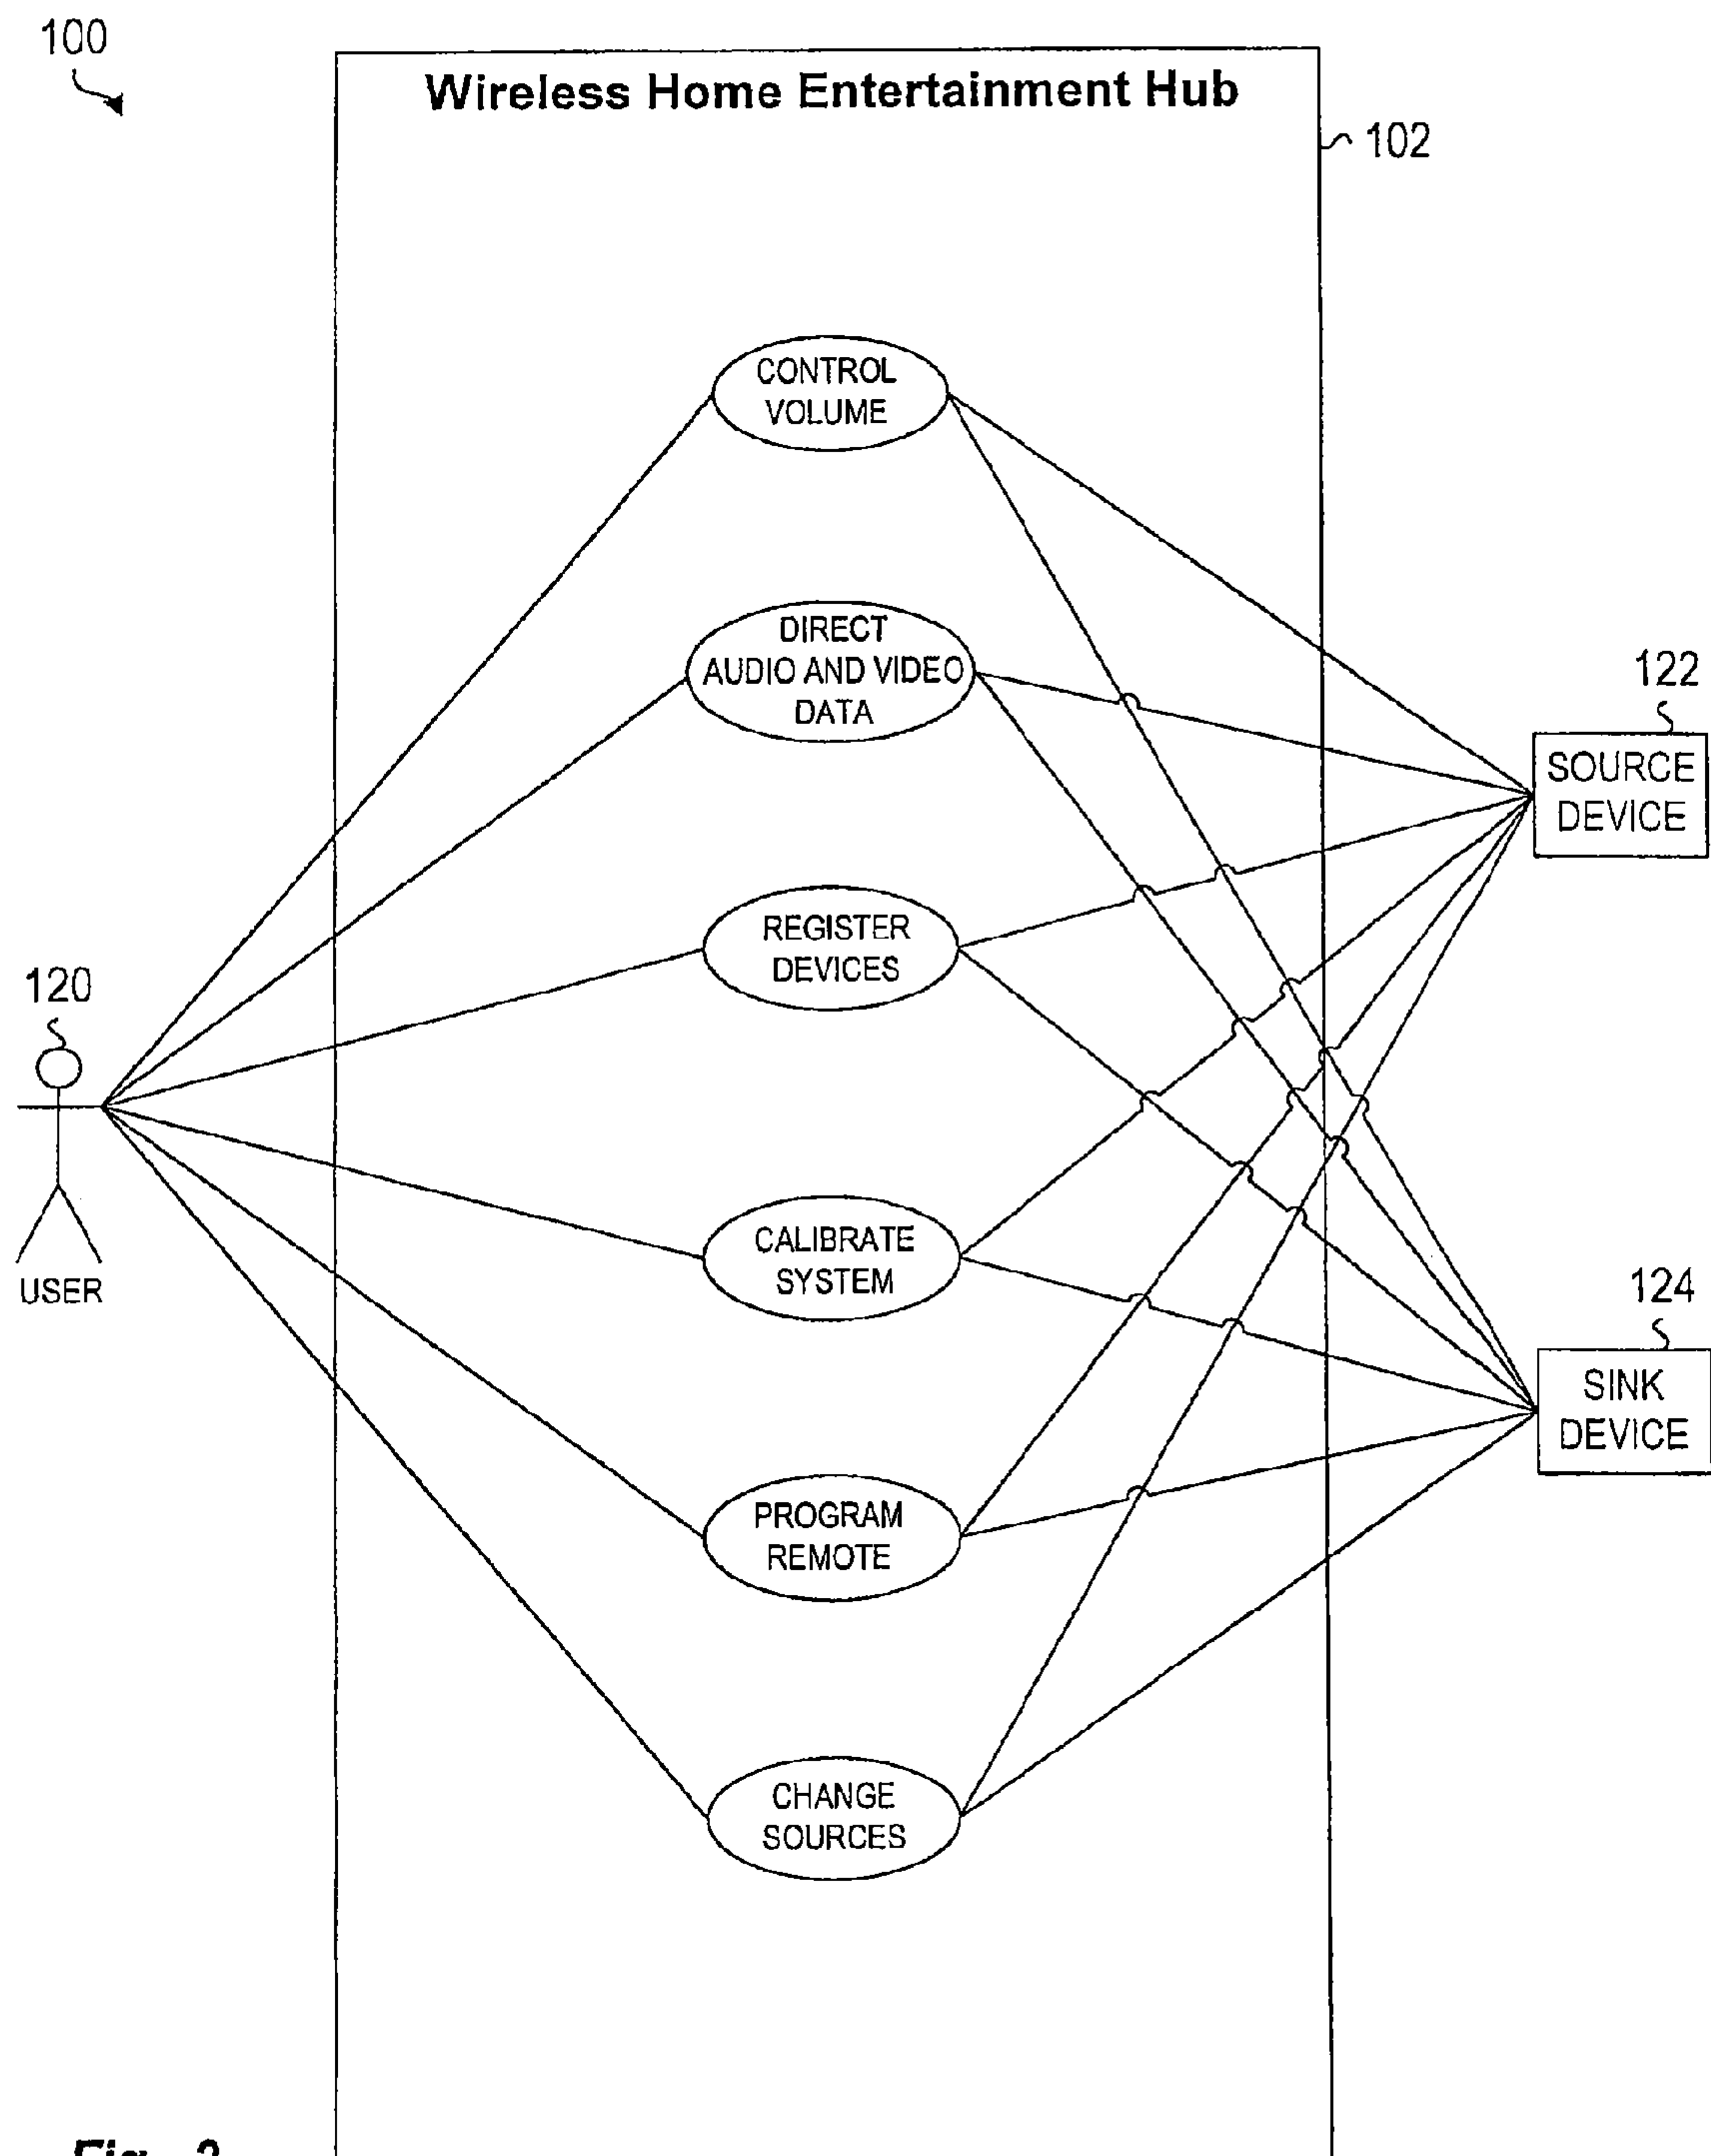 100
Wireless Home Entertainment Hub
102
CONTROL
VOLUME
DIRECT
AUDIO AND VIDEO
DATA
122
SOURCE
DEVICE
REGISTER
DEVICES
120
USER
CALIBRATE
SYSTEM
124
SINK
DEVICE
PROGRAM
REMOTE
CHANGE
SOURCES